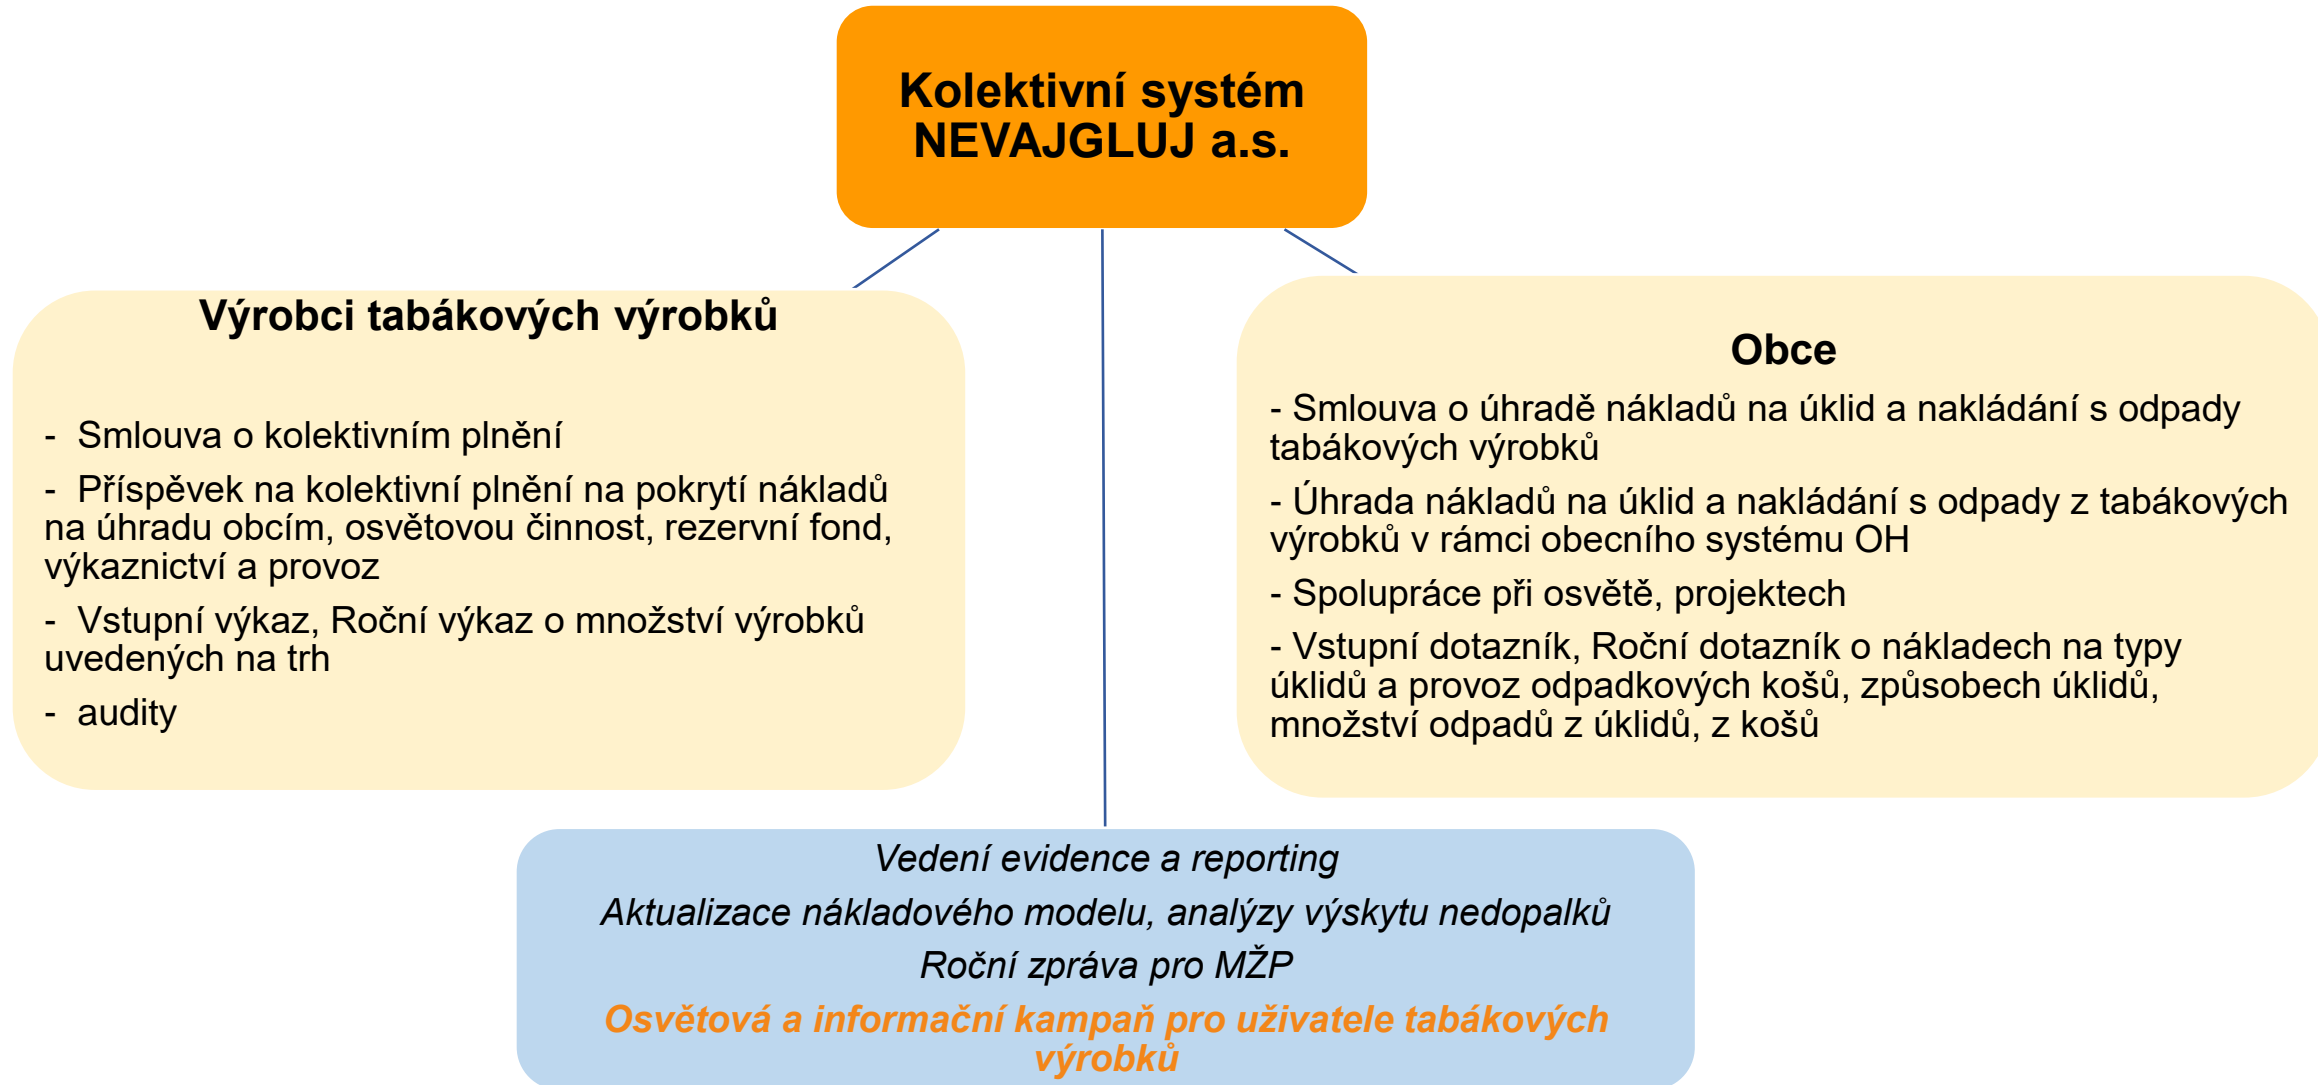 Kolektivní systém
NEVAJGLUJ a.s.
Výrobci tabákových výrobků
- Smlouva o kolektivním plnění
- Příspěvek na kolektivní plnění na pokrytí nákladů
na úhradu obcím, osvětovou činnost, rezervní fond,
výkaznictví a provoz
- Vstupní výkaz, Roční výkaz o množství výrobků
uvedených na trh
- audity
Obce
- Smlouva o úhradě nákladů na úklid a nakládání s odpady
tabákových výrobků
- Úhrada nákladů na úklid a nakládání s odpady z tabákových
výrobků v rámci obecního systému OH
- Spolupráce při osvětě, projektech
- Vstupní dotazník, Roční dotazník o nákladech na typy
úklidů a provoz odpadkových košů, způsobech úklidů,
množství odpadů z úklidů, z košů
Vedení evidence a reporting
Aktualizace nákladového modelu, analýzy výskytu nedopalků
Roční zpráva pro MŽP
Osvětová a informační kampaň pro uživatele tabákových
výrobků